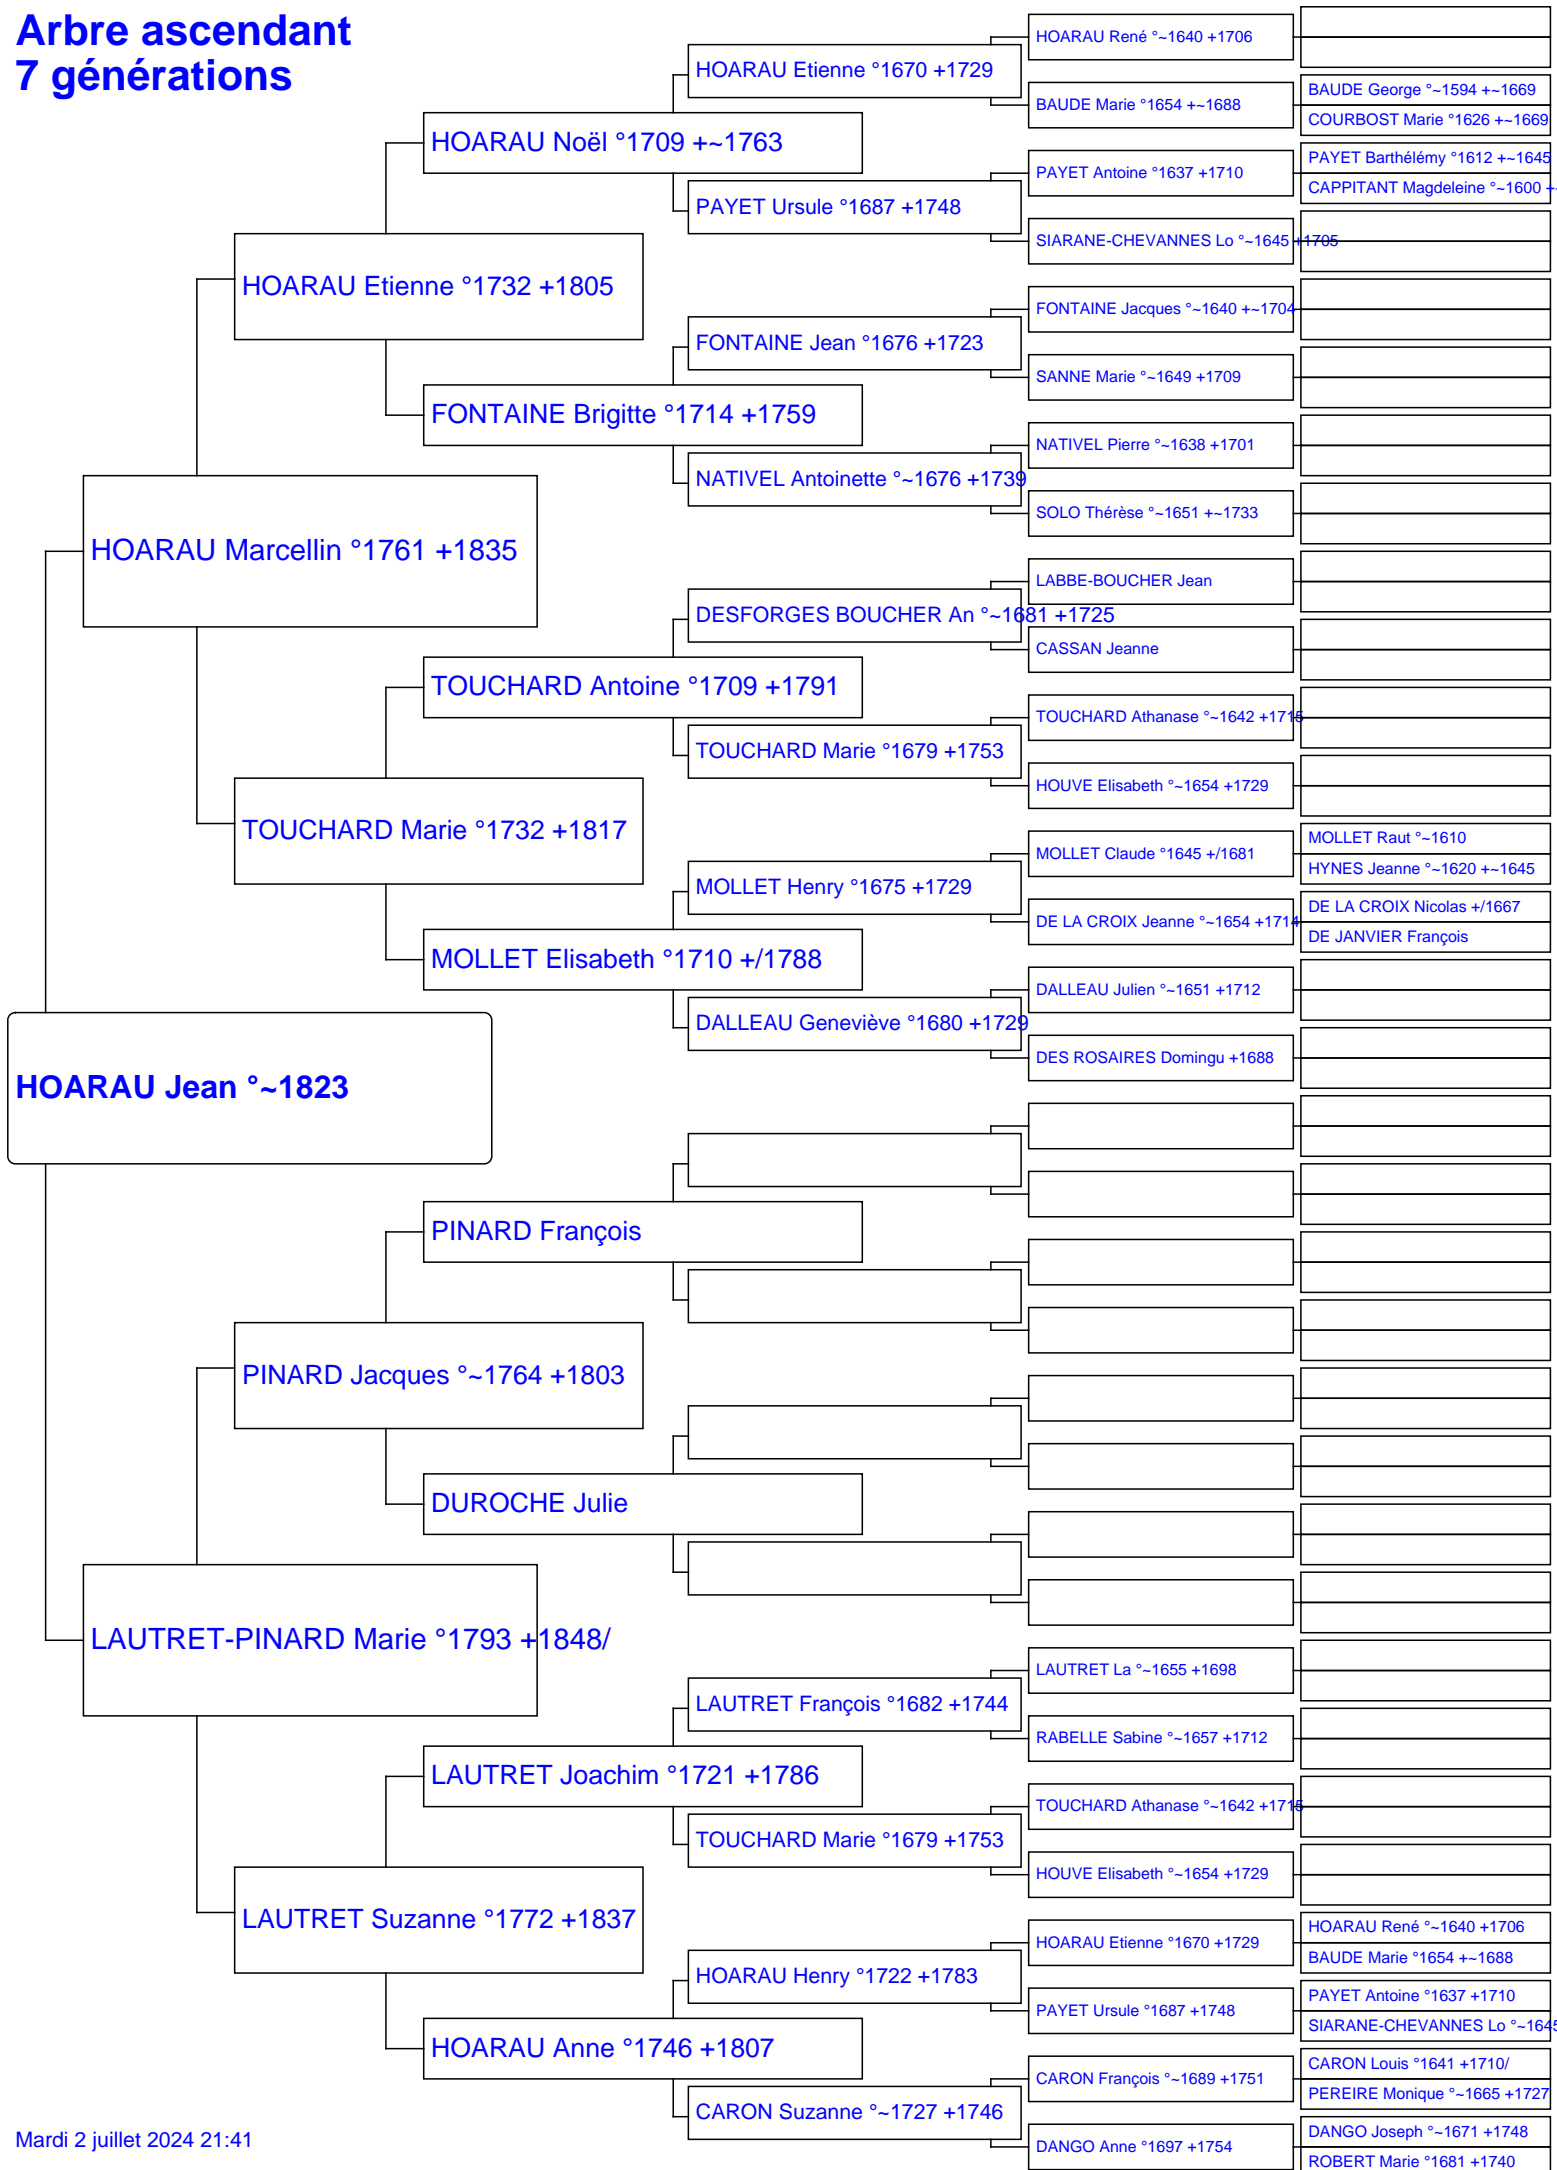 Arbre ascendant
7 générations
HOARAU Jean °~1823
HOARAU Marcellin °1761 +1835
LAUTRET-PINARD Marie °1793 +1848/
HOARAU Etienne °1732 +1805
TOUCHARD Marie °1732 +1817
PINARD Jacques °~1764 +1803
LAUTRET Suzanne °1772 +1837
HOARAU Noël °1709 +~1763
FONTAINE Brigitte °1714 +1759
TOUCHARD Antoine °1709 +1791
MOLLET Elisabeth °1710 +/1788
PINARD François
DUROCHE Julie
LAUTRET Joachim °1721 +1786
HOARAU Anne °1746 +1807
HOARAU Etienne °1670 +1729
PAYET Ursule °1687 +1748
FONTAINE Jean °1676 +1723
NATIVEL Antoinette °~1676 +1739
DESFORGES BOUCHER An °~1681 +1725
TOUCHARD Marie °1679 +1753
MOLLET Henry °1675 +1729
DALLEAU Geneviève °1680 +1729
LAUTRET François °1682 +1744
TOUCHARD Marie °1679 +1753
HOARAU Henry °1722 +1783
CARON Suzanne °~1727 +1746
HOARAU René °~1640 +1706
BAUDE Marie °1654 +~1688
PAYET Antoine °1637 +1710
SIARANE-CHEVANNES Lo °~1645 +1705
FONTAINE Jacques °~1640 +~1704
SANNE Marie °~1649 +1709
NATIVEL Pierre °~1638 +1701
SOLO Thérèse °~1651 +~1733
LABBE-BOUCHER Jean
CASSAN Jeanne
TOUCHARD Athanase °~1642 +1715
HOUVE Elisabeth °~1654 +1729
MOLLET Claude °1645 +/1681
DE LA CROIX Jeanne °~1654 +1714
DALLEAU Julien °~1651 +1712
DES ROSAIRES Domingu +1688
LAUTRET La °~1655 +1698
RABELLE Sabine °~1657 +1712
TOUCHARD Athanase °~1642 +1715
HOUVE Elisabeth °~1654 +1729
HOARAU Etienne °1670 +1729
PAYET Ursule °1687 +1748
CARON François °~1689 +1751
DANGO Anne °1697 +1754
BAUDE George °~1594 +~1669
COURBOST Marie °1626 +~1669
PAYET Barthélémy °1612 +~1645
CAPPITANT Magdeleine °~1600 +
MOLLET Raut °~1610
HYNES Jeanne °~1620 +~1645
DE LA CROIX Nicolas +/1667
DE JANVIER François
HOARAU René °~1640 +1706
BAUDE Marie °1654 +~1688
PAYET Antoine °1637 +1710
SIARANE-CHEVANNES Lo °~1645
CARON Louis °1641 +1710/
PEREIRE Monique °~1665 +1727
DANGO Joseph °~1671 +1748
ROBERT Marie °1681 +1740
Mardi 2 juillet 2024 21:41